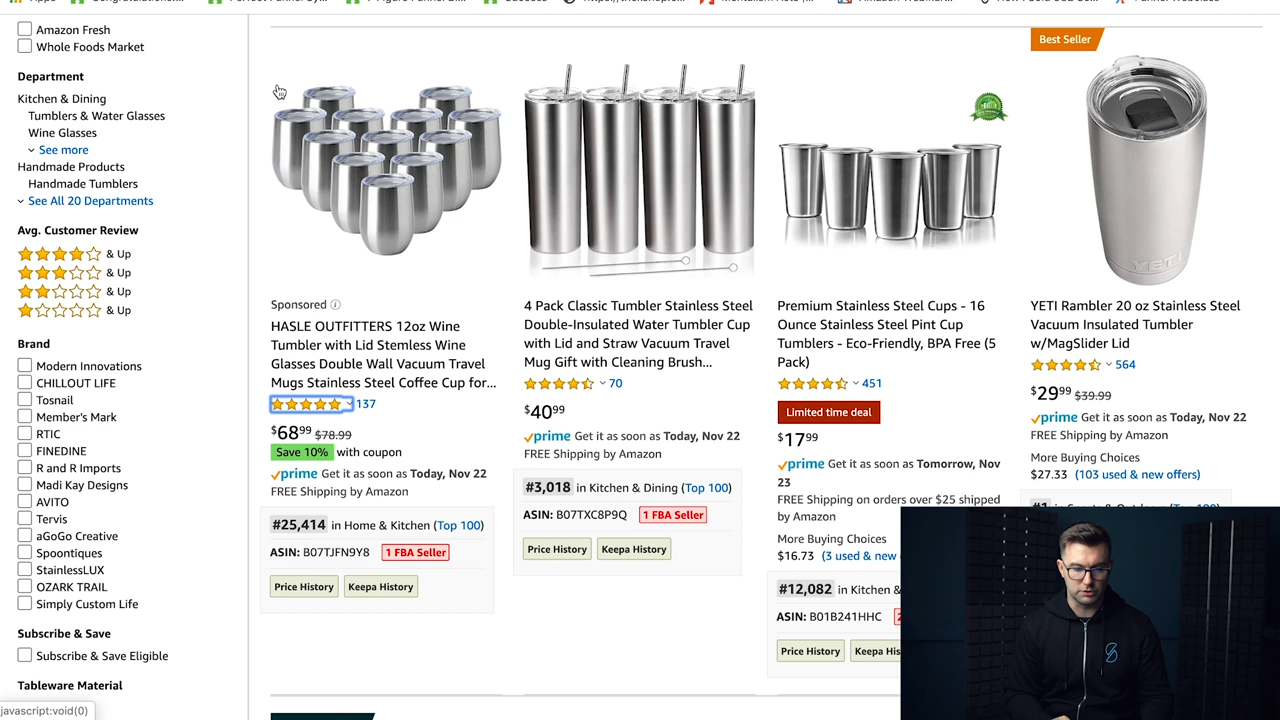 Apps
Success
Amazon Fresh
Whole Foods Market
Department
Kitchen & Dining
Tumblers & Water Glasses
Wine Glasses
See more
Handmade Products
Handmade Tumblers
See All 20 Departments
Avg. Customer Review
& Up
& Up
& Up
& Up
Brand
Modern Innovations
CHILLOUT LIFE
Tosnail
Member's Mark
RTIC
FINEDINE
R and R Imports
Madi Kay Designs
AVITO
Tervis
aGoGo Creative
Spoontiques
StainlessLUX
OZARK TRAIL
Simply Custom Life
Subscribe & Save
Subscribe & Save Eligible
Tableware Material
javascript:void(0)
Sponsored
HASLE OUTFITTERS 12oz Wine
Tumbler with Lid Stemless Wine
Glasses Double Wall Vacuum Travel
Mugs Stainless Steel Coffee Cup for...
137
$6899 $78.99
Save 10% with coupon
prime Get it as soon as Today, Nov 22
FREE Shipping by Amazon
#25,414 in Home & Kitchen (Top 100)
ASIN: B07TJFN9Y8 1 FBA Seller
Price History Keepa History
4 Pack Classic Tumbler Stainless Steel
Double-Insulated Water Tumbler Cup
with Lid and Straw Vacuum Travel
Mug Gift with Cleaning Brush...
70
$4099
prime Get it as soon as Today, Nov 22
FREE Shipping by Amazon
#3,018 in Kitchen & Dining (Top 100)
ASIN: B07TXC8P9Q 1 FBA Seller
Price History Keepa History
Premium Stainless Steel Cups - 16
Ounce Stainless Steel Pint Cup
Tumblers - Eco-Friendly, BPA Free (5
Pack)
451
Limited time deal
$1799
prime Get it as soon as Tomorrow, Nov
23
FREE Shipping on orders over $25 shipped
by Amazon
More Buying Choices
$16.73 (3 used & new
#12,082 in Kitchen &
ASIN: B01B241HHC
Price History Keepa His
Best Seller
YETI
YETI Rambler 20 oz Stainless Steel
Vacuum Insulated Tumbler
w/MagSlider Lid
564
$2999 $39.99
prime Get it as soon as Today, Nov 22
FREE Shipping by Amazon
More Buying Choices
$27.33 (103 used & new offers)